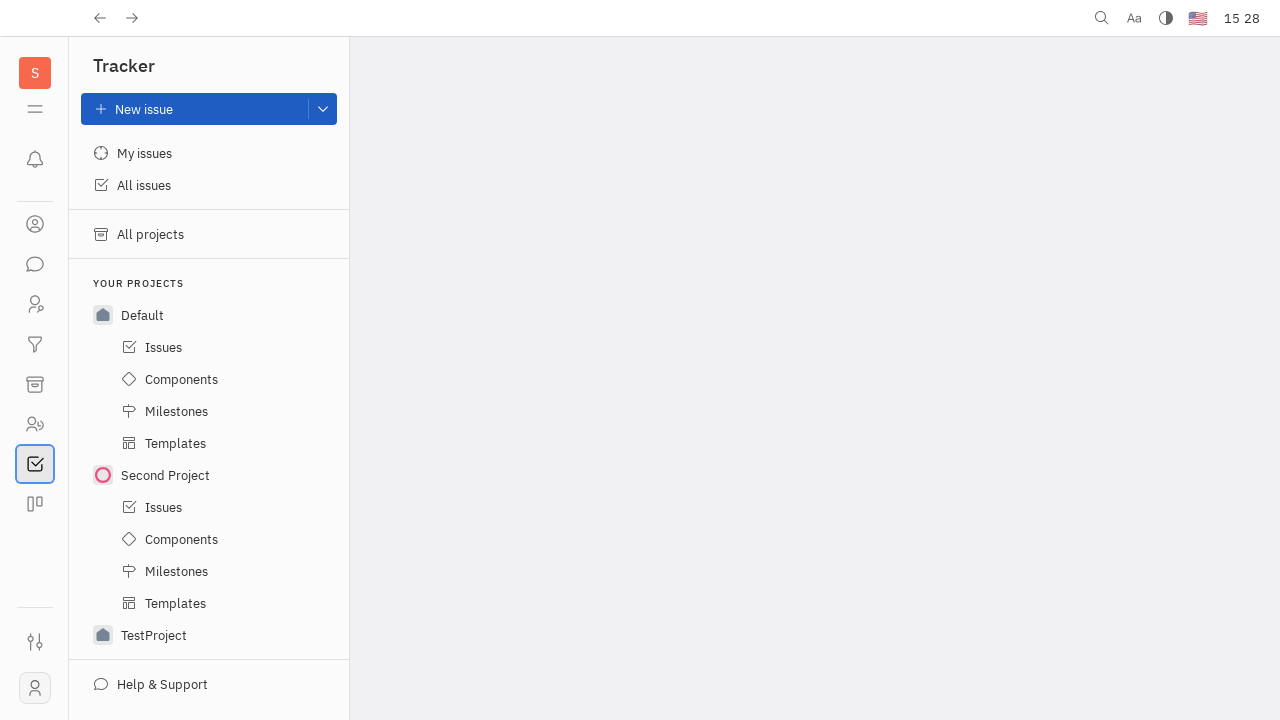 Aa
15 28
S
Tracker
New issue
My issues
All issues
All projects
YOUR PROJECTS
Default
Issues
Components
Milestones
Templates
Second Project
Issues
Components
Milestones
Templates
TestProject
Help & Support